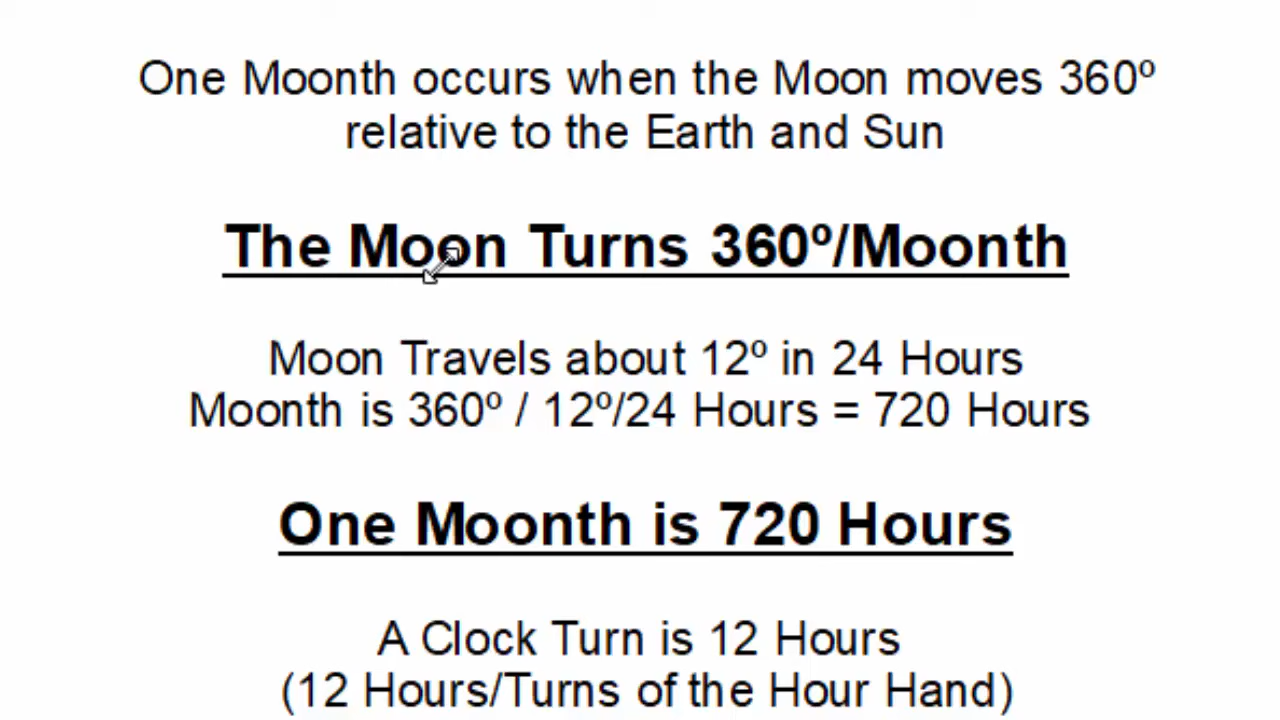 One Moonth occurs when the Moon moves 360º
relative to the Earth and Sun
The Moon Turns 360º/Moonth
Moon Travels about 12º in 24 Hours
Moonth is 360º / 12º/24 Hours = 720 Hours
One Moonth is 720 Hours
A Clock Turn is 12 Hours
(12 Hours/Turns of the Hour Hand)